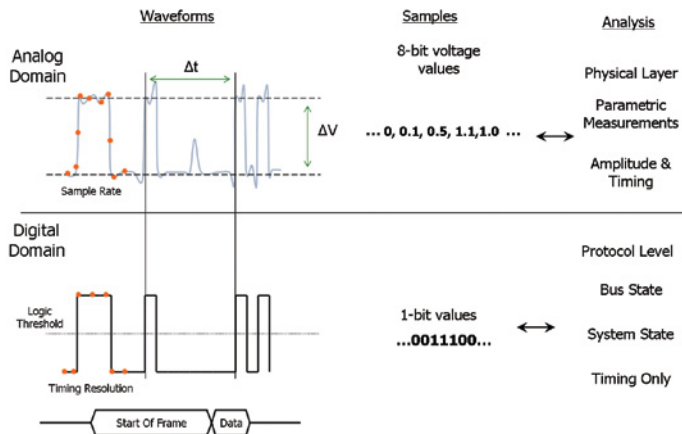 Waveforms
Samples
Analysis
Analog
Domain
Δt
ΔV
Sample Rate
8-bit voltage
values
... 0, 0.1, 0.5, 1.1,1.0 ...
Physical Layer
Parametric
Measurements
Amplitude &
Timing
Digital
Domain
Logic
Threshold
Timing Resolution
Start Of Frame
Data
1-bit values
...0011100...
Protocol Level
Bus State
System State
Timing Only